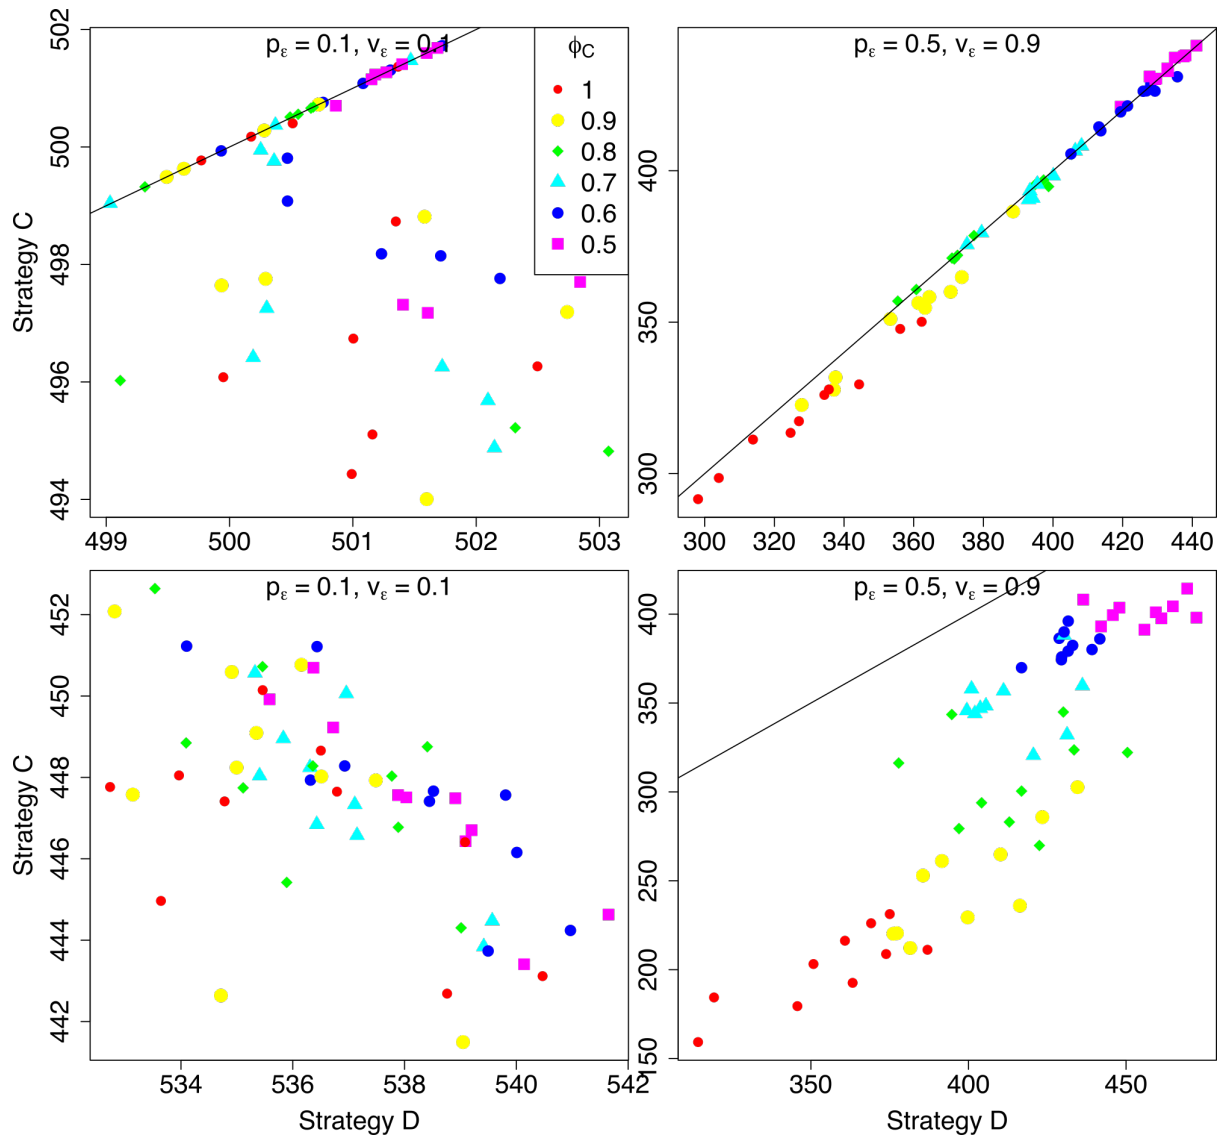 p_ε = 0.1, v_ε = 0.1
ϕ_C
1
0.9
0.8
0.7
0.6
0.5
Strategy C
494 496 498 500 502
499 500 501 502 503
p_ε = 0.5, v_ε = 0.9
300 350 400
300 320 340 360 380 400 420 440
p_ε = 0.1, v_ε = 0.1
Strategy C
442 444 446 448 450 452
534 536 538 540 542
Strategy D
p_ε = 0.5, v_ε = 0.9
150 200 250 300 350 400
350 400 450
Strategy D